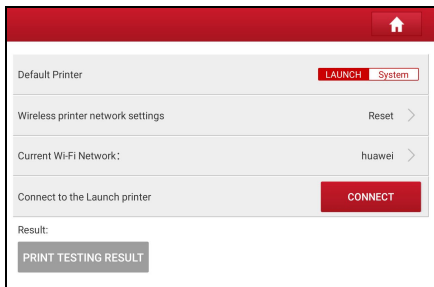 Default Printer LAUNCH System
Wireless printer network settings Reset
Current Wi-Fi Network： huawei
Connect to the Launch printer CONNECT
Result:
PRINT TESTING RESULT